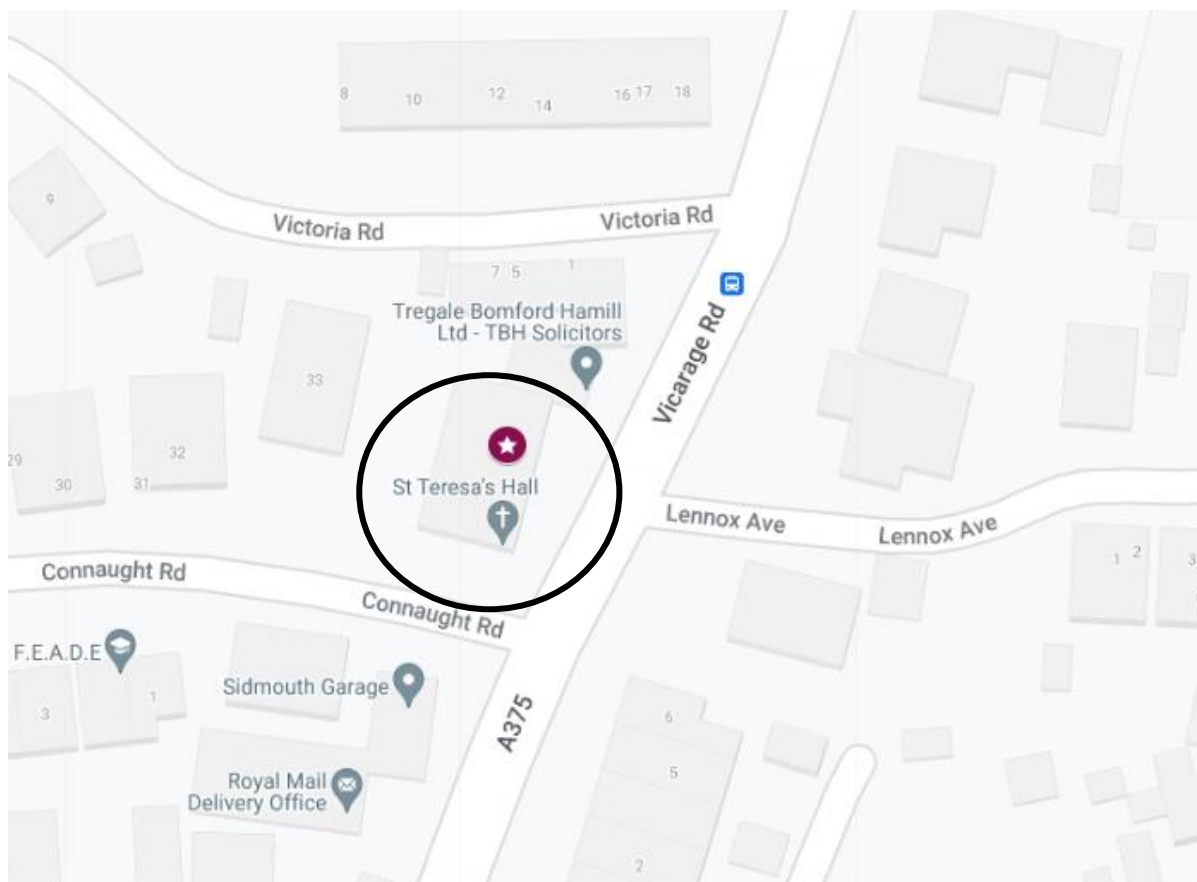 8
10
12
14
16 17
18
9
Victoria Rd
Victoria Rd
7 5
1
Tregale Bomford Hamill
Ltd - TBH Solicitors
Vicarage Rd
33
32
29
30
31
St Teresa's Hall
Lennox Ave
Lennox Ave
1
2
3
Connaught Rd
Connaught Rd
F.E.A.D.E
3
1
Sidmouth Garage
A375
6
5
Royal Mail
Delivery Office
2